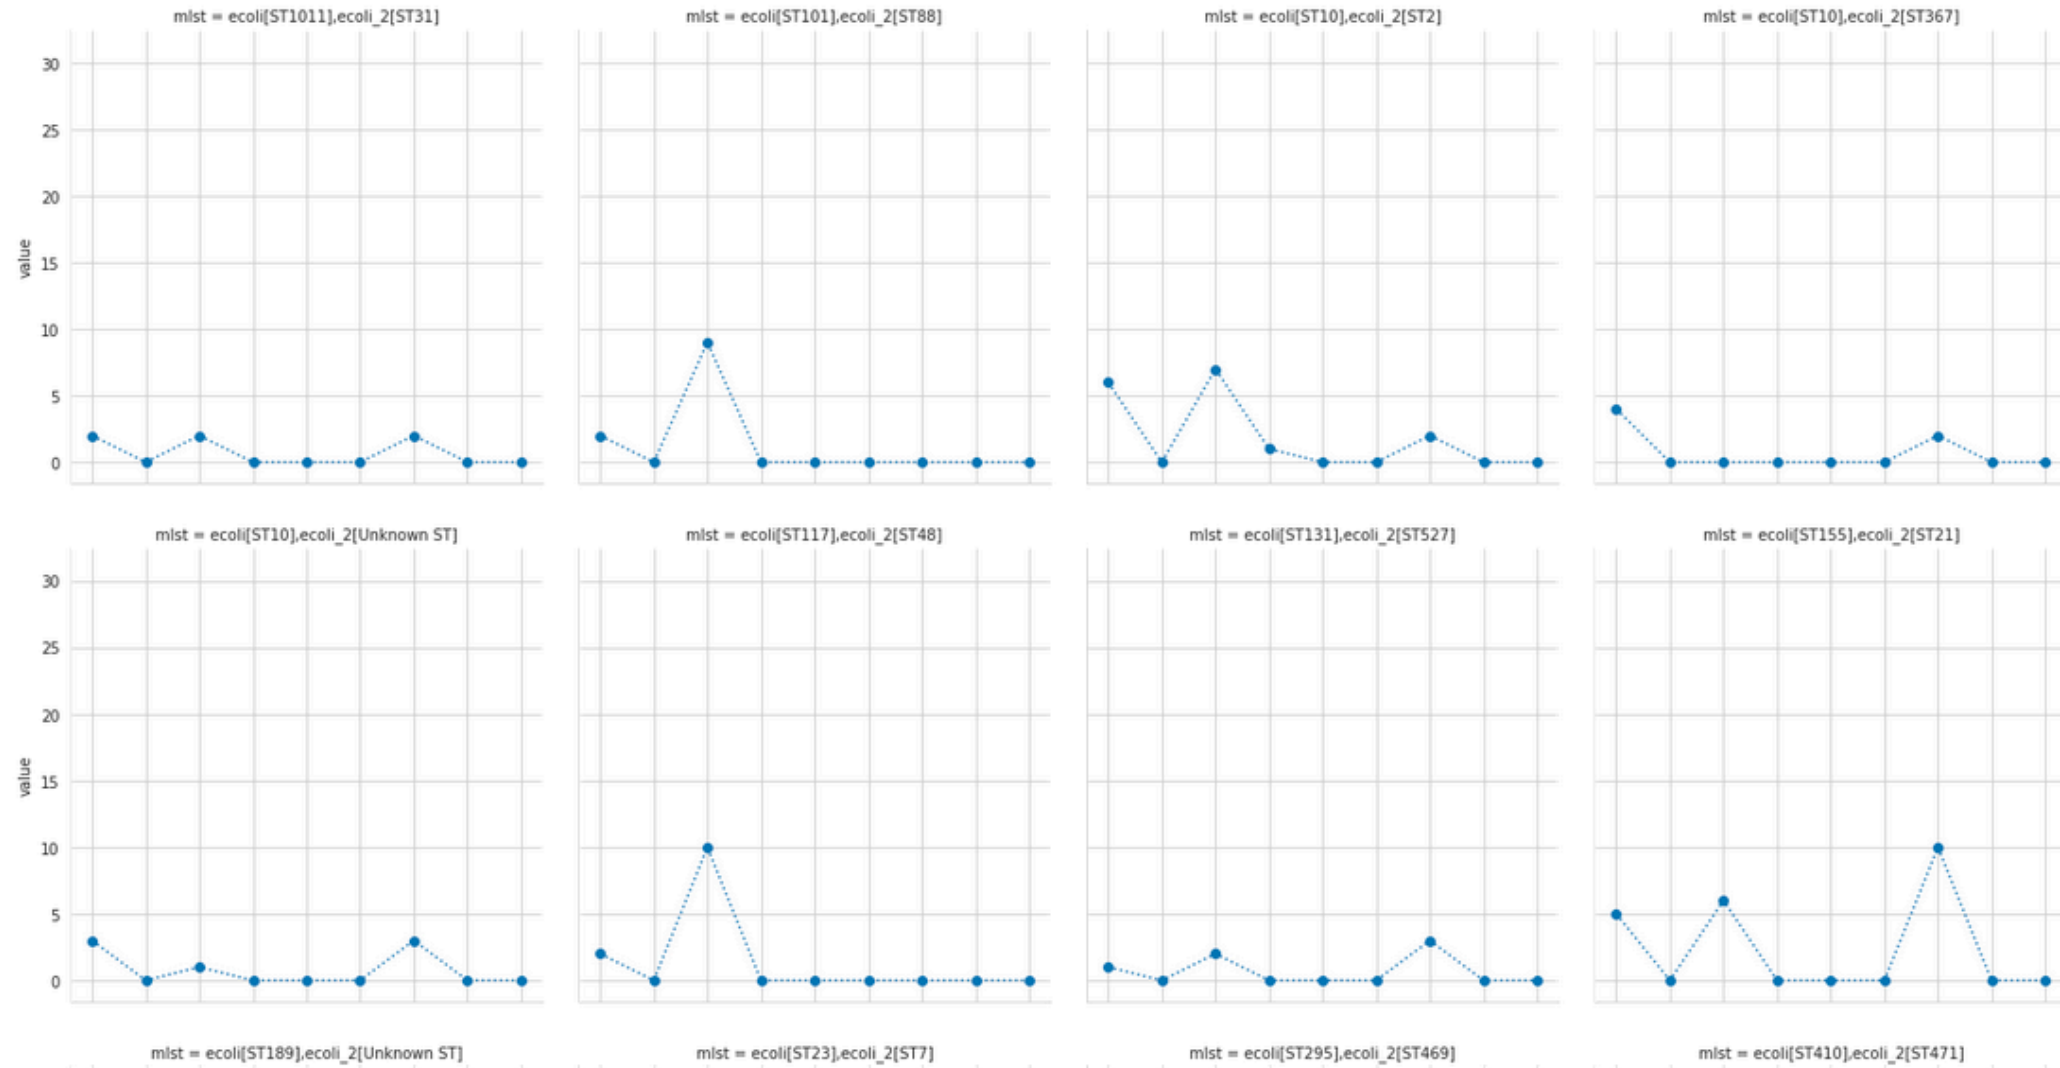 mlst = ecoli[ST1011],ecoli_2[ST31]
mlst = ecoli[ST101],ecoli_2[ST88]
mlst = ecoli[ST10],ecoli_2[ST2]
mlst = ecoli[ST10],ecoli_2[ST367]
30
25
20
15
10
5
0
value
mlst = ecoli[ST10],ecoli_2[Unknown ST]
mlst = ecoli[ST117],ecoli_2[ST48]
mlst = ecoli[ST131],ecoli_2[ST527]
mlst = ecoli[ST155],ecoli_2[ST21]
30
25
20
15
10
5
0
value
mlst = ecoli[ST189],ecoli_2[Unknown ST]
mlst = ecoli[ST23],ecoli_2[ST7]
mlst = ecoli[ST295],ecoli_2[ST469]
mlst = ecoli[ST410],ecoli_2[ST471]